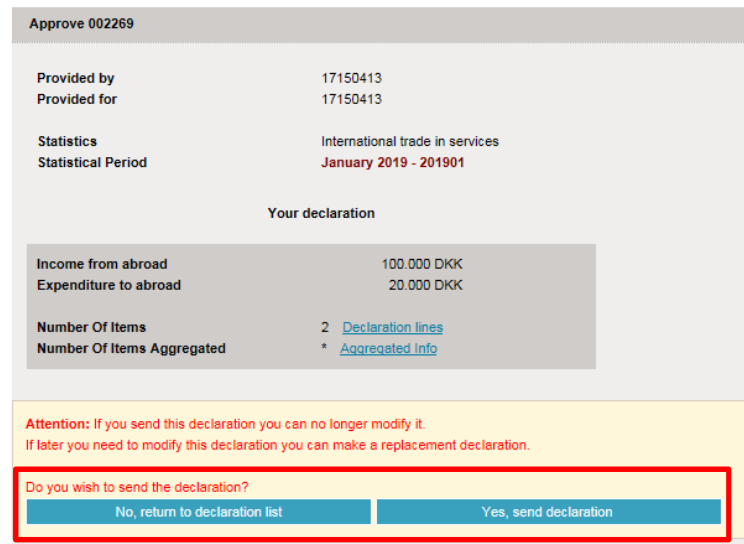 Approve 002269
Provided by 17150413
Provided for 17150413
Statistics International trade in services
Statistical Period January 2019 - 201901
Your declaration
Income from abroad 100.000 DKK
Expenditure to abroad 20.000 DKK
Number Of Items 2 Declaration lines
Number Of Items Aggregated * Aggregated Info
Attention: If you send this declaration you can no longer modify it.
If later you need to modify this declaration you can make a replacement declaration.
Do you wish to send the declaration?
No, return to declaration list Yes, send declaration